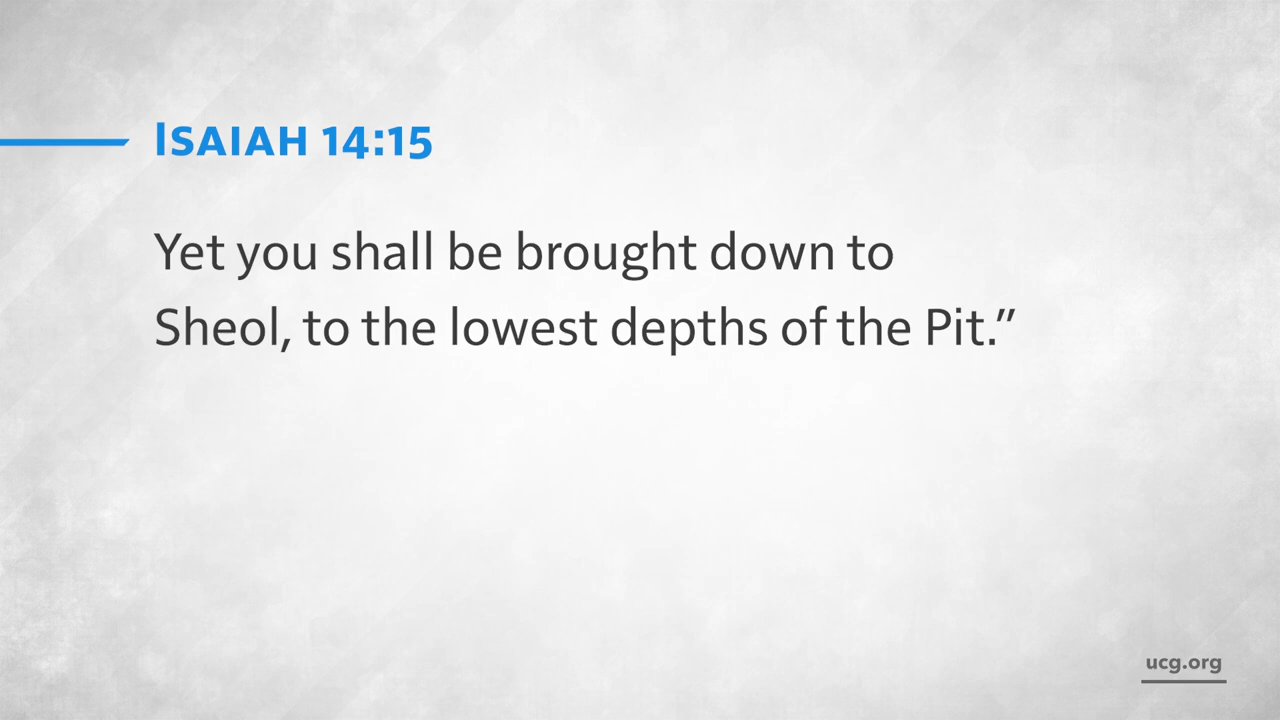 Isaiah 14:15
Yet you shall be brought down to
Sheol, to the lowest depths of the Pit.”
ucg.org